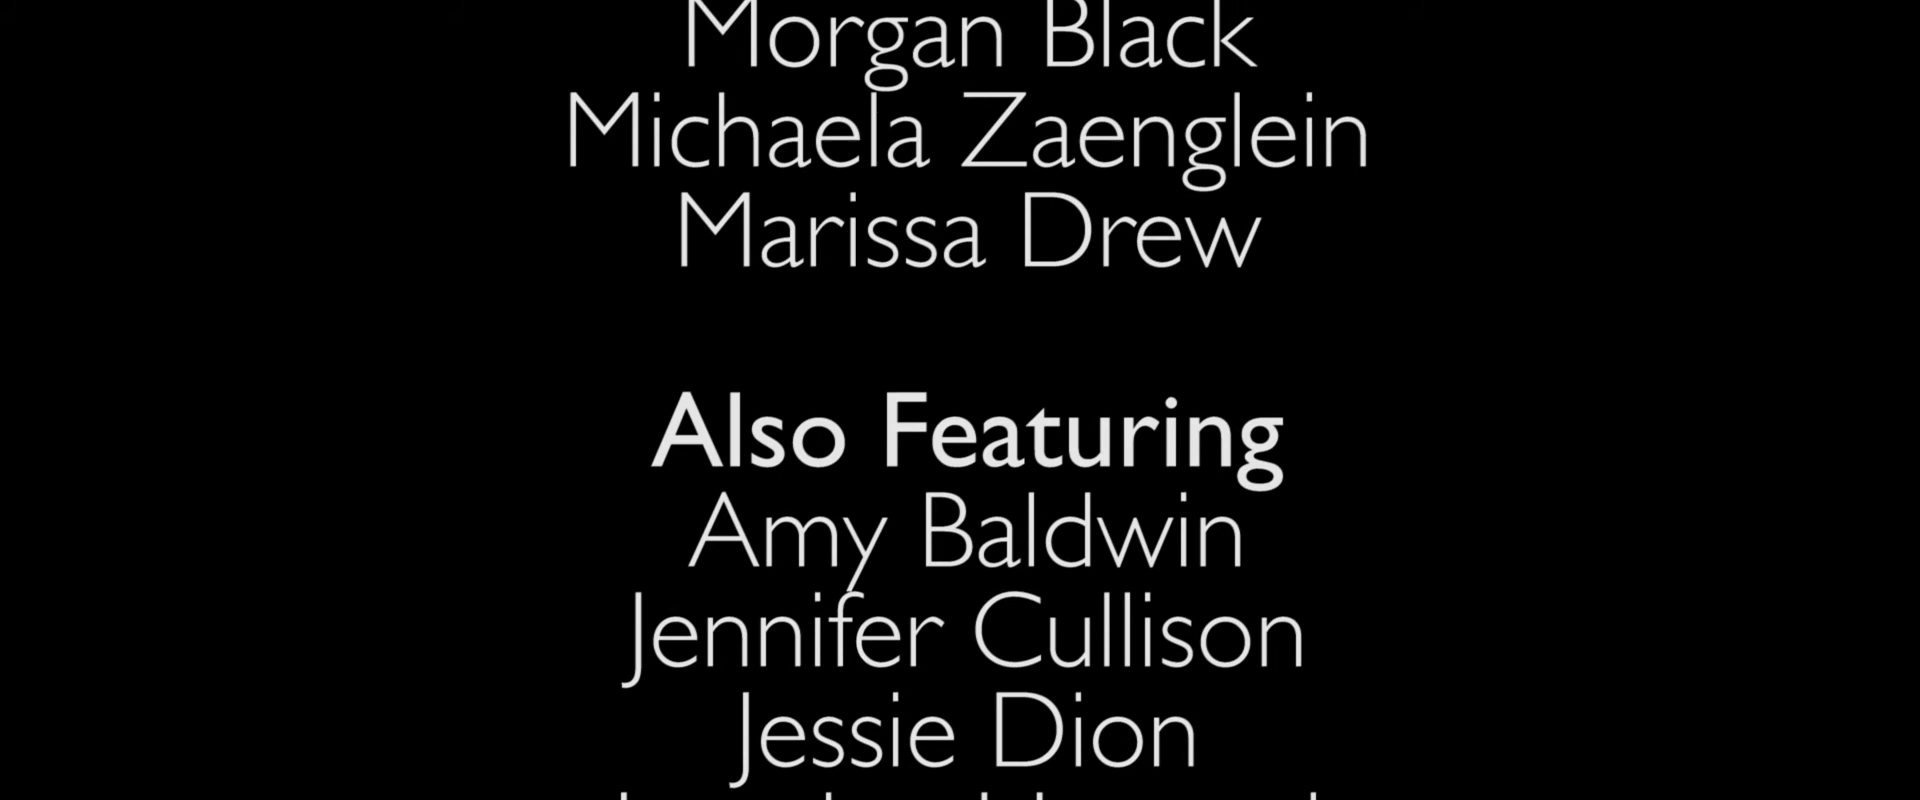 Morgan Black
Michaela Zaenglein
Marissa Drew
Also Featuring
Amy Baldwin
Jennifer Cullison
Jessie Dion